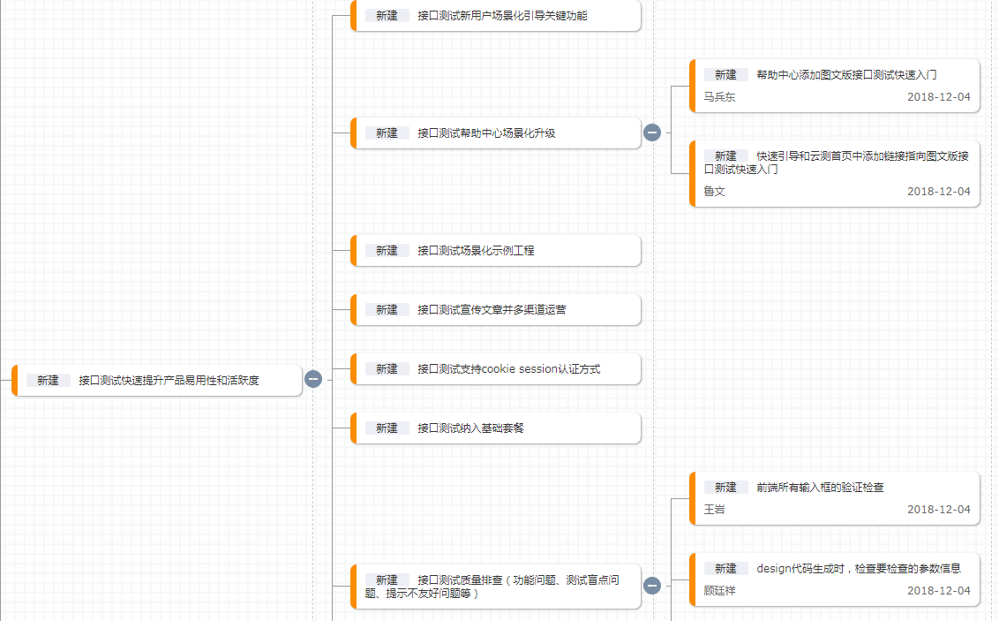 新建 接口测试新用户场景化引导关键功能
新建 帮助中心添加图文版接口测试快速入门
马兵东 2018-12-04
新建 接口测试帮助中心场景化升级
新建 快速引导和云测首页中添加链接指向图文版接
口测试快速入门
鲁文 2018-12-04
新建 接口测试场景化示例工程
新建 接口测试宣传文章并多渠道运营
新建 接口测试支持cookie session认证方式
新建 接口测试快速提升产品易用性和活跃度
新建 接口测试纳入基础套餐
新建 前端所有输入框的验证检查
王岩 2018-12-04
新建 接口测试质量排查（功能问题、测试盲点问
题、提示不友好问题等）
新建 design代码生成时，检查要检查的参数信息
顾廷祥 2018-12-04